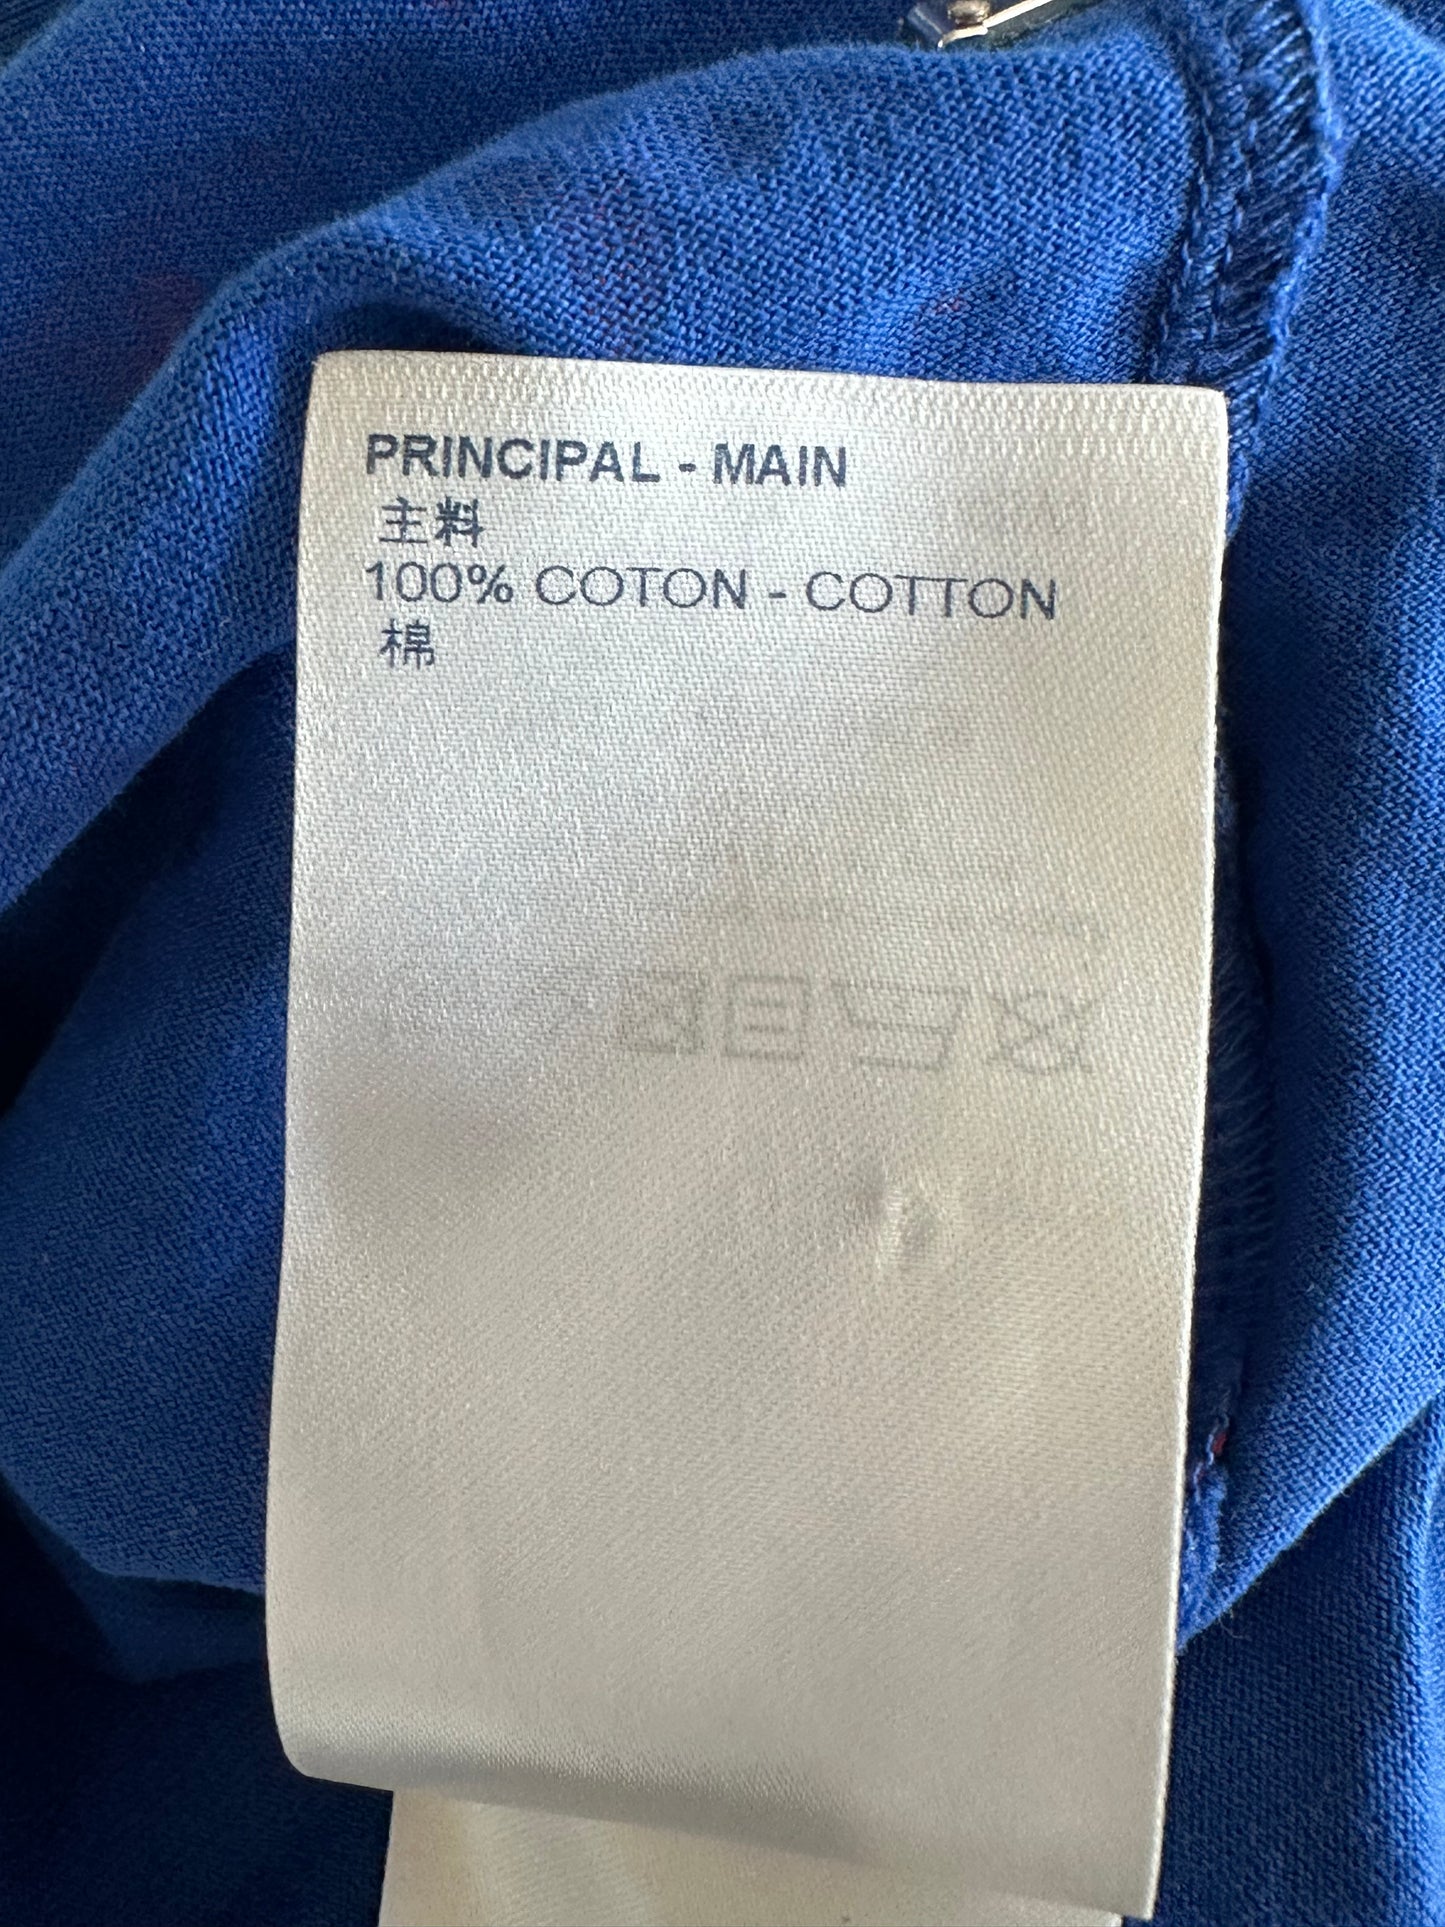 PRINCIPAL - MAIN
主料
100% COTON - COTTON
棉